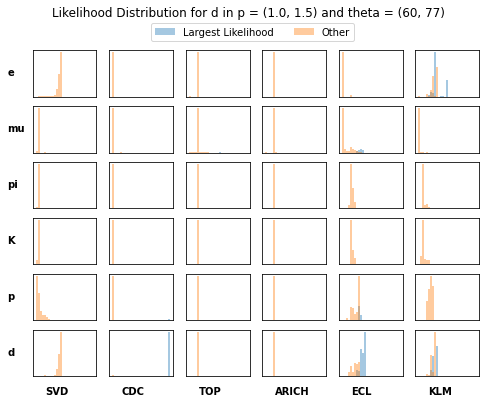 Likelihood Distribution for d in p = (1.0, 1.5) and theta = (60, 77)
Largest Likelihood Other
e
mu
pi
K
p
d
SVD CDC TOP ARICH ECL KLM